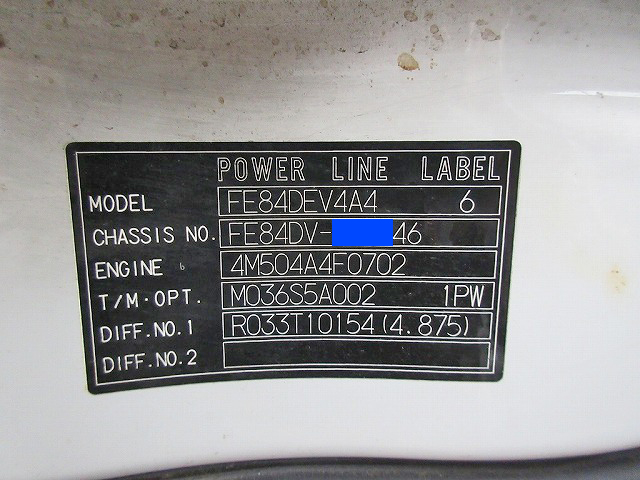 POWER LINE LABEL
MODEL FE84DEV4A4 6
CHASSIS NO. FE84DV- 46
ENGINE 4M504A4F0702
T/M·OPT. M036S5A002 1PW
DIFF.NO.1 R033T10154(4.875)
DIFF.NO.2